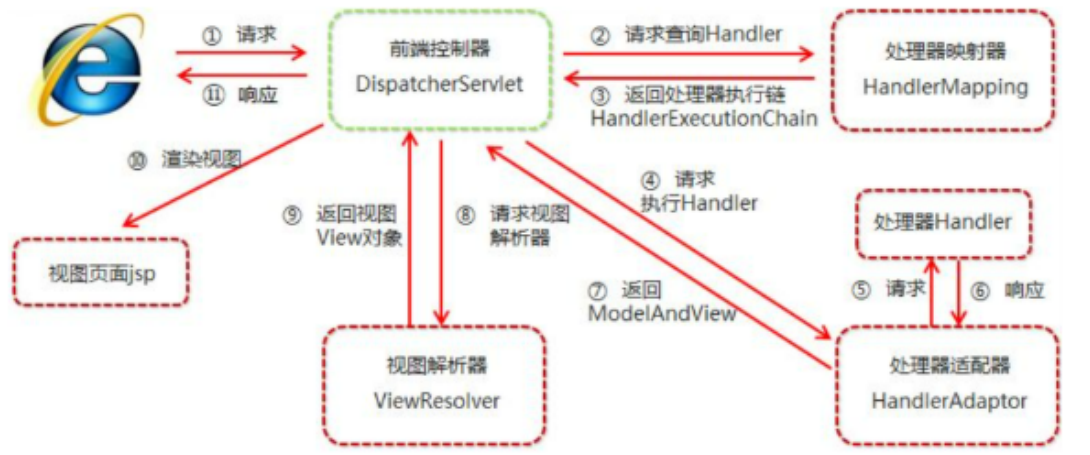 ① 请求
⑪ 响应
前端控制器
DispatcherServlet
② 请求查询Handler
③ 返回处理器执行链
HandlerExecutionChain
处理器映射器
HandlerMapping
⑩ 渲染视图
视图页面jsp
⑨ 返回视图
View对象
⑧ 请求视图
解析器
④ 请求
执行Handler
处理器Handler
⑤ 请求
⑥ 响应
⑦ 返回
ModelAndView
视图解析器
ViewResolver
处理器适配器
HandlerAdaptor